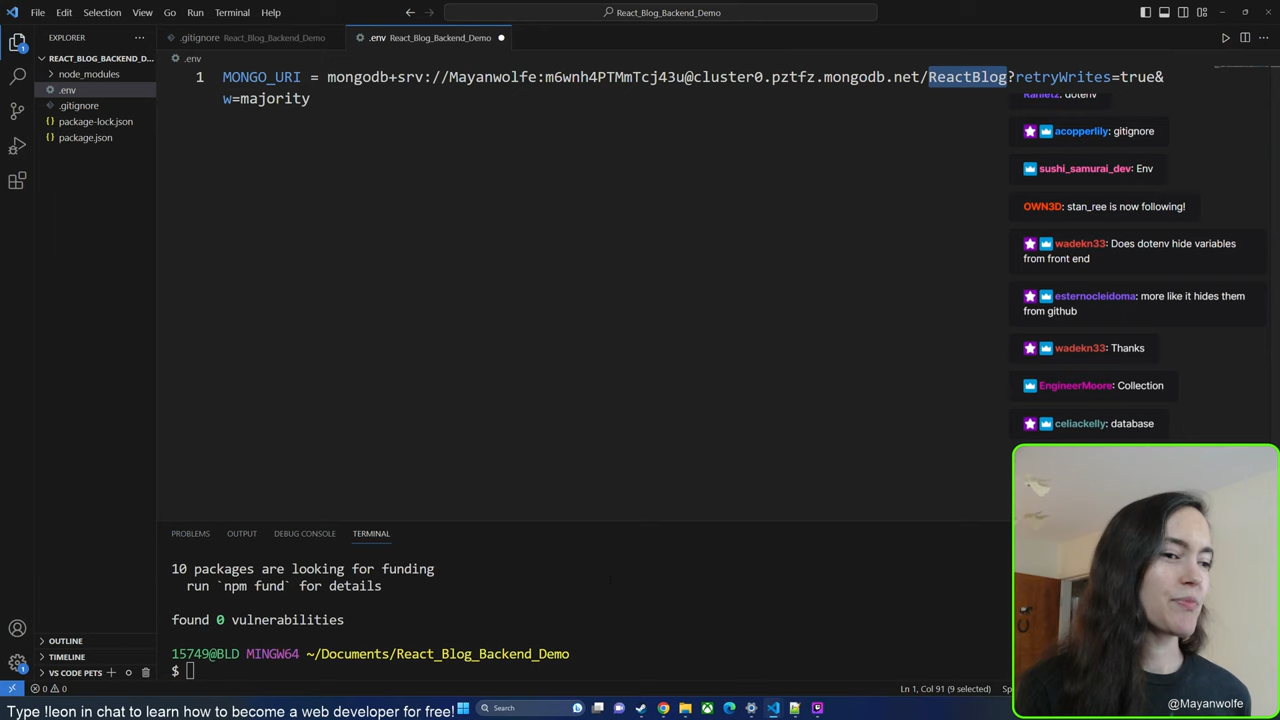 File Edit Selection View Go Run Terminal Help
React_Blog_Backend_Demo
EXPLORER
.gitignore React_Blog_Backend_Demo
.env React_Blog_Backend_Demo
REACT_BLOG_BACKEND_D...
node_modules
.env
.gitignore
package-lock.json
package.json
.env
1 MONGO_URI = mongodb+srv://Mayanwolfe:m6wnh4PTMmTcj43u@cluster0.pztfz.mongodb.net/ReactBlog?retryWrites=true&
w=majority
dotenv
acopperlily: gitignore
sushi_samurai_dev: Env
OWN3D: stan_ree is now following!
wadekn33: Does dotenv hide variables
from front end
esternocleidoma: more like it hides them
from github
wadekn33: Thanks
EngineerMoore: Collection
celiackelly: database
PROBLEMS OUTPUT DEBUG CONSOLE TERMINAL
10 packages are looking for funding
run `npm fund` for details
found 0 vulnerabilities
15749@BLD MINGW64 ~/Documents/React_Blog_Backend_Demo
$
OUTLINE
TIMELINE
VS CODE PETS
0 0
Ln 1, Col 91 (9 selected)
@Mayanwolfe
Type !leon in chat to learn how to become a web developer for free!
Search